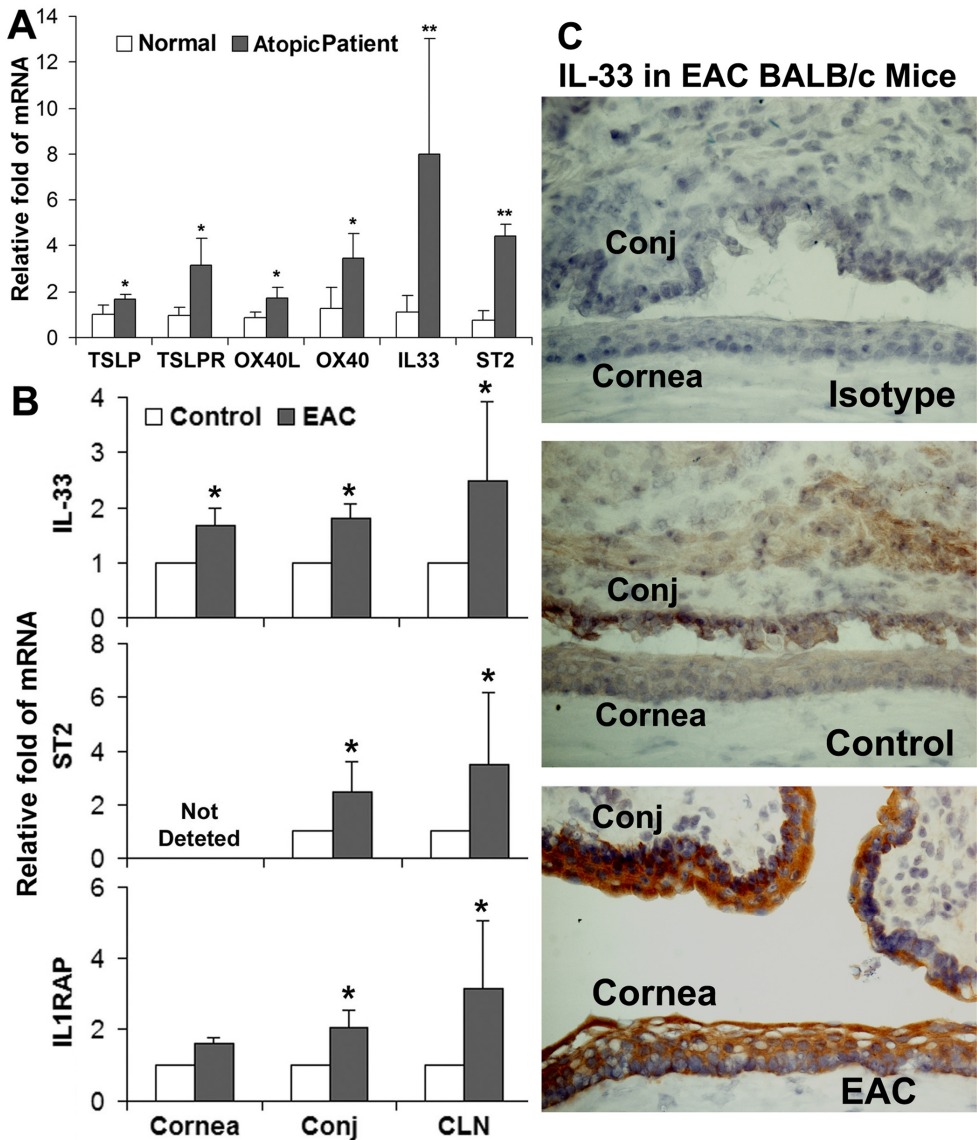 A
14
12
10
8
6
4
2
0
Relative fold of mRNA
Normal AtopicPatient
* * * * ** **
TSLP TSLPR OX40L OX40 IL33 ST2
B
Relative fold of mRNA
IL-33
4
3
2
1
0
Control EAC
* * *
ST2
8
6
4
2
0
Not
Deteted
* *
IL1RAP
6
4
2
0
* *
Cornea Conj CLN
C
IL-33 in EAC BALB/c Mice
Conj
Cornea
Isotype
Conj
Cornea
Control
Conj
Cornea
EAC